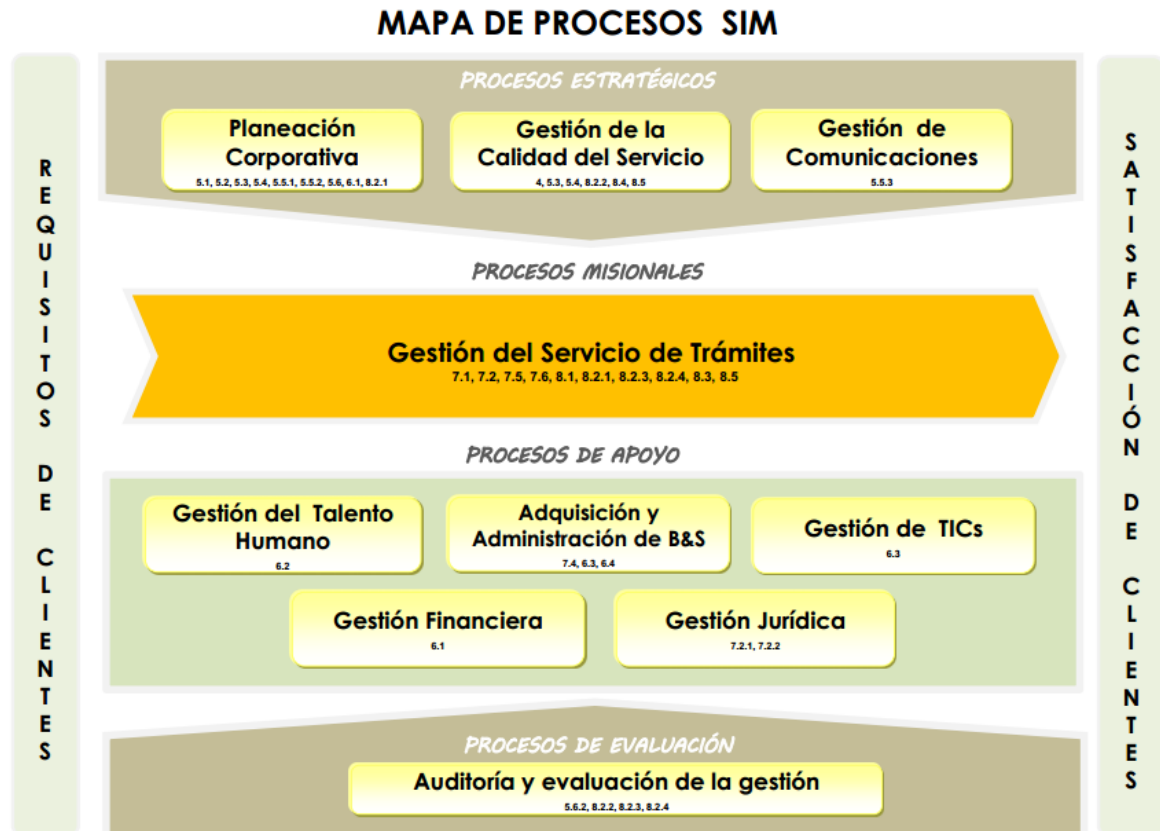 MAPA DE PROCESOS SIM
REQUISITOS DE CLIENTES
PROCESOS ESTRATÉGICOS
Planeación
Corporativa
5.1, 5.2, 5.3, 5.4, 5.5.1, 5.5.2, 5.6, 6.1, 8.2.1
Gestión de la
Calidad del Servicio
4, 5.3, 5.4, 8.2.2, 8.4, 8.5
Gestión de
Comunicaciones
5.5.3
PROCESOS MISIONALES
Gestión del Servicio de Trámites
7.1, 7.2, 7.5, 7.6, 8.1, 8.2.1, 8.2.3, 8.2.4, 8.3, 8.5
PROCESOS DE APOYO
Gestión del Talento
Humano
6.2
Adquisición y
Administración de B&S
7.4, 6.3, 6.4
Gestión de TICs
6.3
Gestión Financiera
6.1
Gestión Jurídica
7.2.1, 7.2.2
PROCESOS DE EVALUACIÓN
Auditoría y evaluación de la gestión
5.6.2, 8.2.2, 8.2.3, 8.2.4
SATISFACCIÓN DE CLIENTES